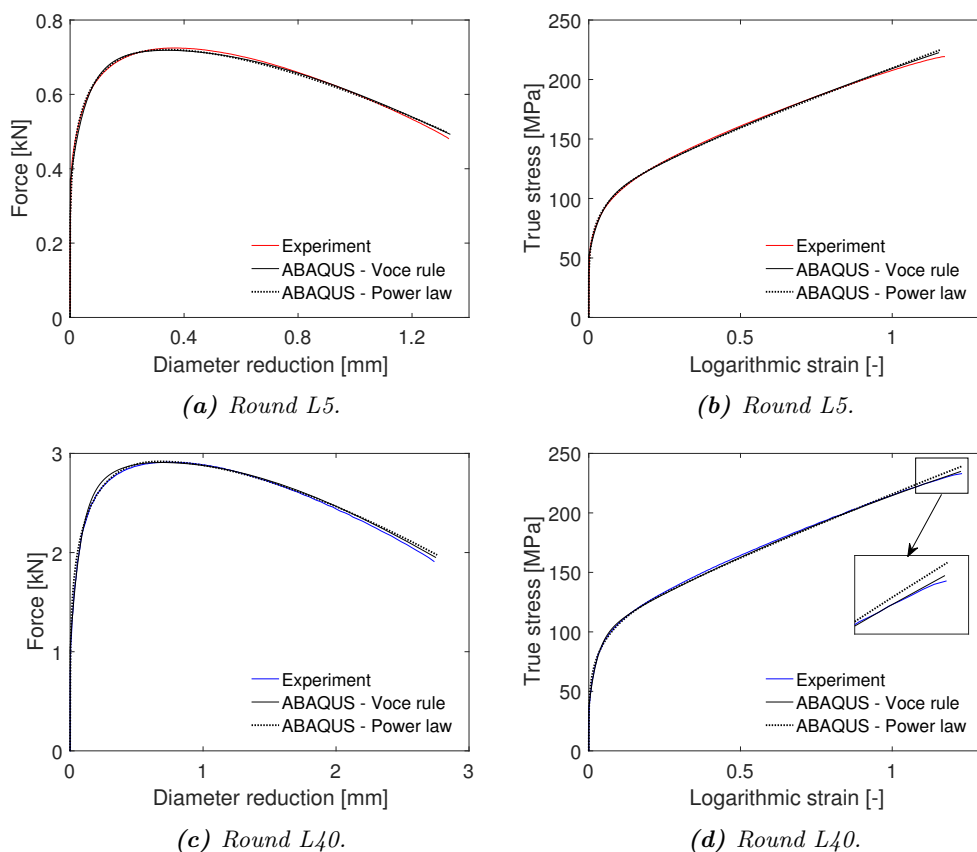 0.8
0.6
0.4
0.2
0
Force [kN]
Experiment
ABAQUS - Voce rule
ABAQUS - Power law
0 0.4 0.8 1.2
Diameter reduction [mm]
(a) Round L5.
250
200
150
100
50
0
True stress [MPa]
Experiment
ABAQUS - Voce rule
ABAQUS - Power law
0 0.5 1
Logarithmic strain [-]
(b) Round L5.
3
2
1
0
Force [kN]
Experiment
ABAQUS - Voce rule
ABAQUS - Power law
0 1 2 3
Diameter reduction [mm]
(c) Round L40.
250
200
150
100
50
0
True stress [MPa]
Experiment
ABAQUS - Voce rule
ABAQUS - Power law
0 0.5 1
Logarithmic strain [-]
(d) Round L40.